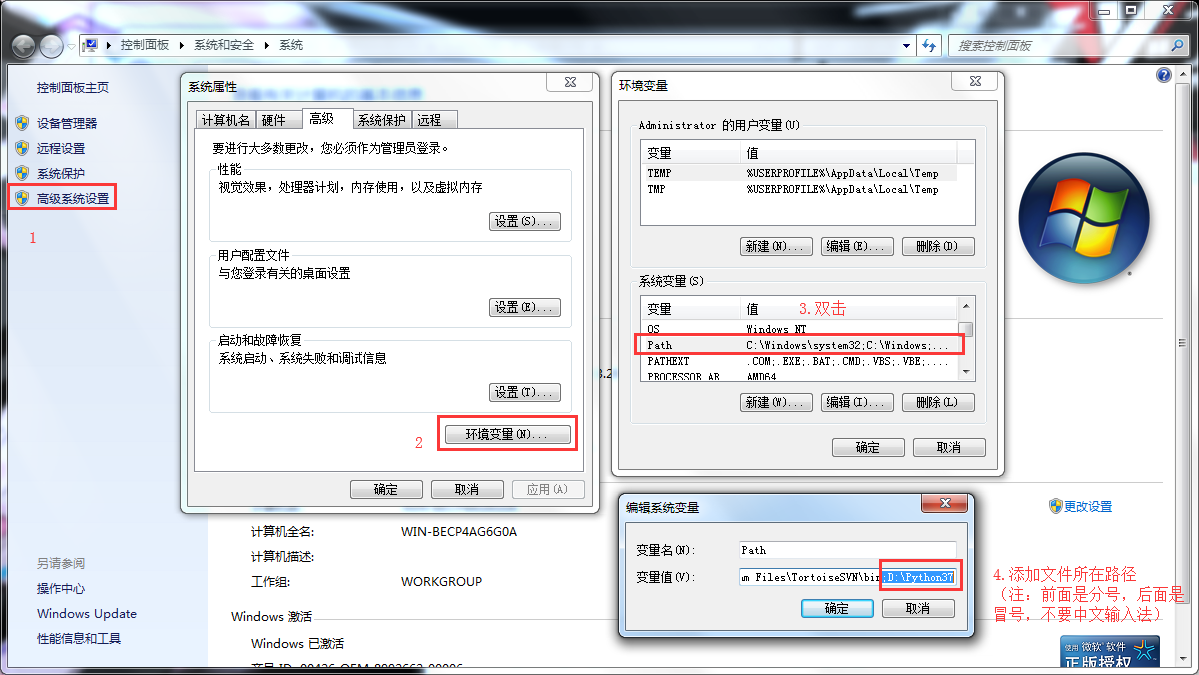 控制面板 ▸ 系统和安全 ▸ 系统
搜索控制面板
控制面板主页
设备管理器
远程设置
系统保护
高级系统设置
1
另请参阅
操作中心
Windows Update
性能信息和工具
系统属性
计算机名 硬件 高级 系统保护 远程
要进行大多数更改，您必须作为管理员登录。
性能
视觉效果，处理器计划，内存使用，以及虚拟内存
设置(S)...
用户配置文件
与您登录有关的桌面设置
设置(E)...
启动和故障恢复
系统启动、系统失败和调试信息
设置(T)...
2
环境变量(N)...
确定 取消 应用(A)
计算机全名: WIN-BECP4AG6G0A
计算机描述:
工作组: WORKGROUP
Windows 激活
Windows 已激活
环境变量
Administrator 的用户变量(U)
变量 值
TEMP %USERPROFILE%\AppData\Local\Temp
TMP %USERPROFILE%\AppData\Local\Temp
新建(N)... 编辑(E)... 删除(D)
系统变量(S)
变量 值 3.双击
OS Windows_NT
Path C:\Windows\system32;C:\Windows;...
PATHEXT .COM;.EXE;.BAT;.CMD;.VBS;.VBE;....
PROCESSOR_AR AMD64
新建(W)... 编辑(I)... 删除(L)
确定 取消
编辑系统变量
变量名(N): Path
变量值(V): m Files\TortoiseSVN\bin;D:\Python37
确定 取消
更改设置
4.添加文件所在路径
（注：前面是分号，后面是
冒号，不要中文输入法）
使用 微软 软件
正版授权